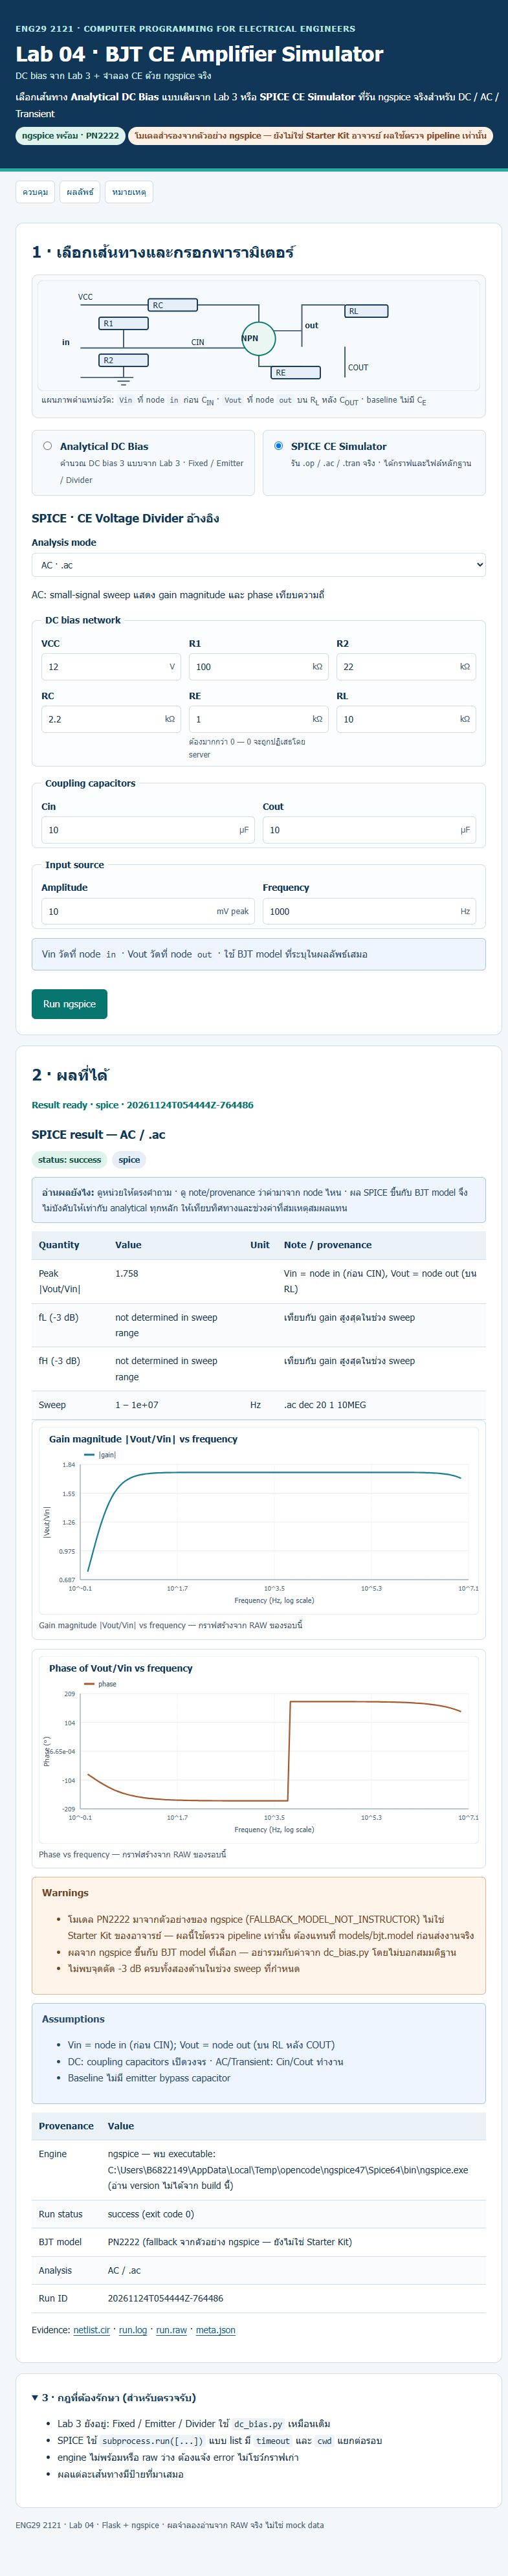 ENG29 2121 · COMPUTER PROGRAMMING FOR ELECTRICAL ENGINEERS
Lab 04 · BJT CE Amplifier Simulator
DC bias จาก Lab 3 + จำลอง CE ด้วย ngspice จริง
เลือกเส้นทาง Analytical DC Bias แบบเดิมจาก Lab 3 หรือ SPICE CE Simulator ที่รัน ngspice จริงสำหรับ DC / AC /
Transient
ngspice พร้อม · PN2222
โมเดลสำรองจากตัวอย่าง ngspice — ยังไม่ใช่ Starter Kit อาจารย์ ผลใช้ตรวจ pipeline เท่านั้น
ควบคุม
ผลลัพธ์
หมายเหตุ
1 · เลือกเส้นทางและกรอกพารามิเตอร์
VCC
RC
RL
R1
out
in
CIN
NPN
R2
COUT
RE
แผนภาพตำแหน่งวัด: Vin ที่ node in ก่อน CIN · Vout ที่ node out บน RL หลัง COUT · baseline ไม่มี CE
Analytical DC Bias
คำนวณ DC bias 3 แบบจาก Lab 3 · Fixed / Emitter
/ Divider
SPICE CE Simulator
รัน .op / .ac / .tran จริง · ได้กราฟและไฟล์หลักฐาน
SPICE · CE Voltage Divider อ้างอิง
Analysis mode
AC · .ac
AC: small-signal sweep แสดง gain magnitude และ phase เทียบความถี่
DC bias network
VCC
R1
R2
12 V
100 kΩ
22 kΩ
RC
RE
RL
2.2 kΩ
1 kΩ
10 kΩ
ต้องมากกว่า 0 — 0 จะถูกปฏิเสธโดย
server
Coupling capacitors
Cin
Cout
10 µF
10 µF
Input source
Amplitude
Frequency
10 mV peak
1000 Hz
Vin วัดที่ node in · Vout วัดที่ node out · ใช้ BJT model ที่ระบุในผลลัพธ์เสมอ
Run ngspice
2 · ผลที่ได้
Result ready · spice · 20261124T054444Z-764486
SPICE result — AC / .ac
status: success
spice
อ่านผลยังไง: ดูหน่วยให้ตรงคำถาม · ดู note/provenance ว่าค่ามาจาก node ไหน · ผล SPICE ขึ้นกับ BJT model จึง
ไม่บังคับให้เท่ากับ analytical ทุกหลัก ให้เทียบทิศทางและช่วงค่าที่สมเหตุสมผลแทน
Quantity Value Unit Note / provenance
Peak 1.758 Vin = node in (ก่อน CIN), Vout = node out (บน
|Vout/Vin| RL)
fL (-3 dB) not determined in sweep เทียบกับ gain สูงสุดในช่วง sweep
range
fH (-3 dB) not determined in sweep เทียบกับ gain สูงสุดในช่วง sweep
range
Sweep 1 – 1e+07 Hz .ac dec 20 1 10MEG
Gain magnitude |Vout/Vin| vs frequency
|gain|
1.84
1.55
1.26
0.975
0.687
|Vout/Vin|
10^-0.1 10^1.7 10^3.5 10^5.3 10^7.1
Frequency (Hz, log scale)
Gain magnitude |Vout/Vin| vs frequency — กราฟสร้างจาก RAW ของรอบนี้
Phase of Vout/Vin vs frequency
phase
209
104
6.65e-04
-104
-209
Phase (°)
10^-0.1 10^1.7 10^3.5 10^5.3 10^7.1
Frequency (Hz, log scale)
Phase vs frequency — กราฟสร้างจาก RAW ของรอบนี้
Warnings
• โมเดล PN2222 มาจากตัวอย่างของ ngspice (FALLBACK_MODEL_NOT_INSTRUCTOR) ไม่ใช่
Starter Kit ของอาจารย์ — ผลนี้ใช้ตรวจ pipeline เท่านั้น ต้องแทนที่ models/bjt.model ก่อนส่งงานจริง
• ผลจาก ngspice ขึ้นกับ BJT model ที่เลือก — อย่ารวมกับค่าจาก dc_bias.py โดยไม่บอกสมมติฐาน
• ไม่พบจุดตัด -3 dB ครบทั้งสองด้านในช่วง sweep ที่กำหนด
Assumptions
• Vin = node in (ก่อน CIN); Vout = node out (บน RL หลัง COUT)
• DC: coupling capacitors เปิดวงจร · AC/Transient: Cin/Cout ทำงาน
• Baseline ไม่มี emitter bypass capacitor
Provenance Value
Engine ngspice — พบ executable:
C:\Users\B6822149\AppData\Local\Temp\opencode\ngspice47\Spice64\bin\ngspice.exe
(อ่าน version ไม่ได้จาก build นี้)
Run status success (exit code 0)
BJT model PN2222 (fallback จากตัวอย่าง ngspice — ยังไม่ใช่ Starter Kit)
Analysis AC / .ac
Run ID 20261124T054444Z-764486
Evidence: netlist.cir · run.log · run.raw · meta.json
▼ 3 · กฎที่ต้องรักษา (สำหรับตรวจรับ)
• Lab 3 ยังอยู่: Fixed / Emitter / Divider ใช้ dc_bias.py เหมือนเดิม
• SPICE ใช้ subprocess.run([...]) แบบ list มี timeout และ cwd แยกต่อรอบ
• engine ไม่พร้อมหรือ raw ว่าง ต้องแจ้ง error ไม่โชว์กราฟเก่า
• ผลแต่ละเส้นทางมีป้ายที่มาเสมอ
ENG29 2121 · Lab 04 · Flask + ngspice · ผลจำลองอ่านจาก RAW จริง ไม่ใช่ mock data